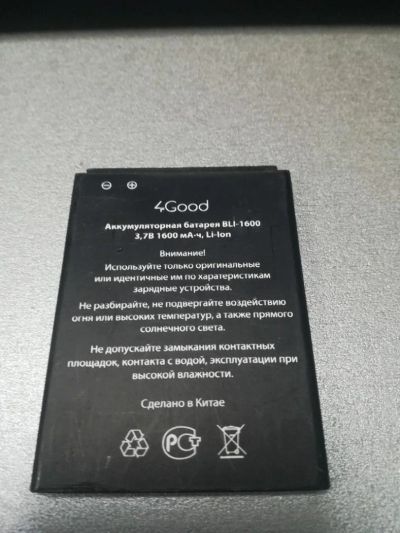 4Good
Аккумуляторная батарея BLI-1600
3,7В 1600 мА-ч, Li-Ion
Внимание!
Используйте только оригинальные
или идентичные им по харатеристикам
зарядные устройства.
Не разбирайте, не подвергайте воздействию
огня или высоких температур, а также прямого
солнечного света.
Не допускайте замыкания контактных
площадок, контакта с водой, эксплуатации при
высокой влажности.
Сделано в Китае
РСТ